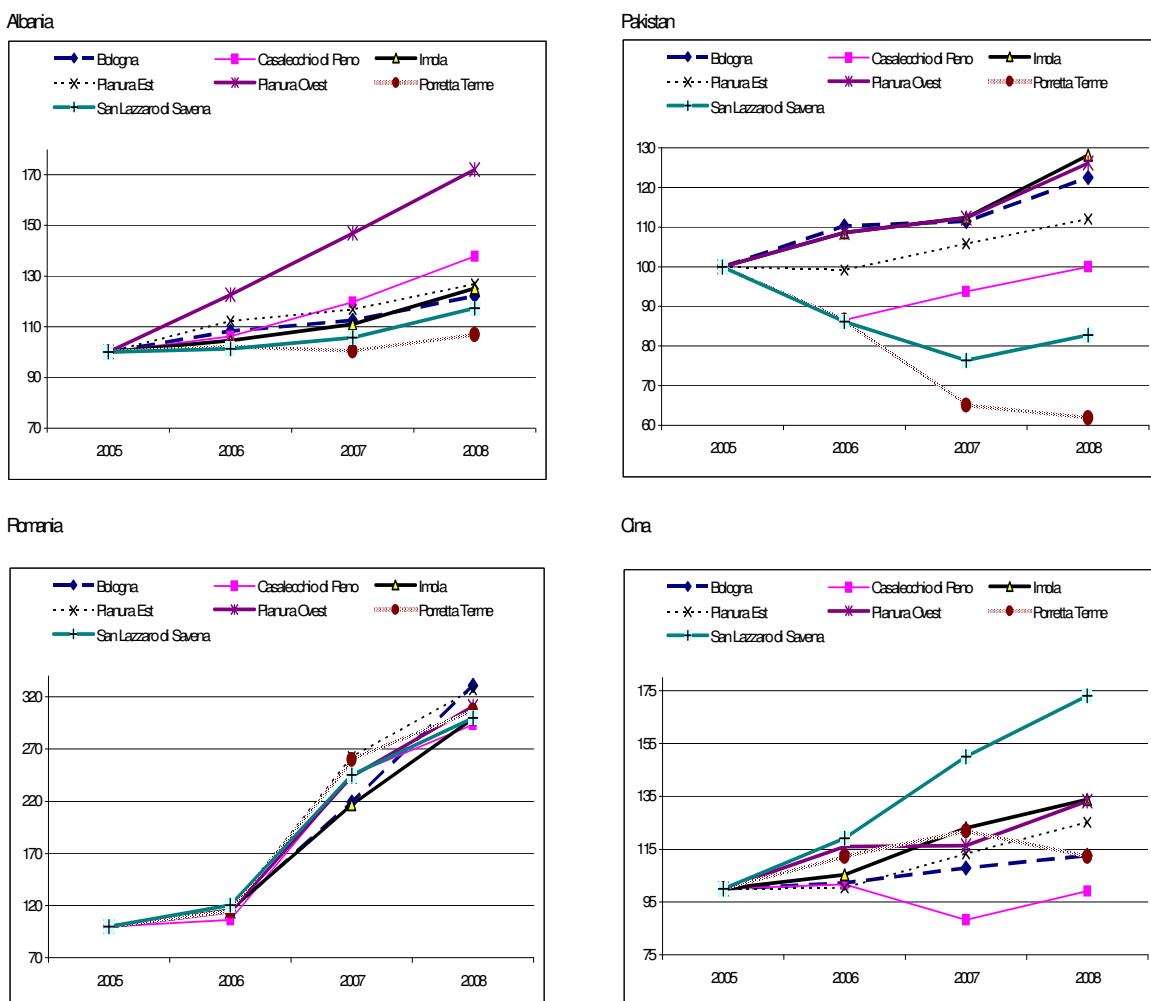 Albania
Bologna Casalecchio di Reno Imola
Pianura Est Pianura Ovest Porretta Terme
San Lazzaro di Savena
170
150
130
110
90
70
2005 2006 2007 2008
Pakistan
Bologna Casalecchio di Reno Imola
Pianura Est Pianura Ovest Porretta Terme
San Lazzaro di Savena
130
120
110
100
90
80
70
60
2005 2006 2007 2008
Romania
Bologna Casalecchio di Reno Imola
Pianura Est Pianura Ovest Porretta Terme
San Lazzaro di Savena
320
270
220
170
120
70
2005 2006 2007 2008
Cina
Bologna Casalecchio di Reno Imola
Pianura Est Pianura Ovest Porretta Terme
San Lazzaro di Savena
175
155
135
115
95
75
2005 2006 2007 2008